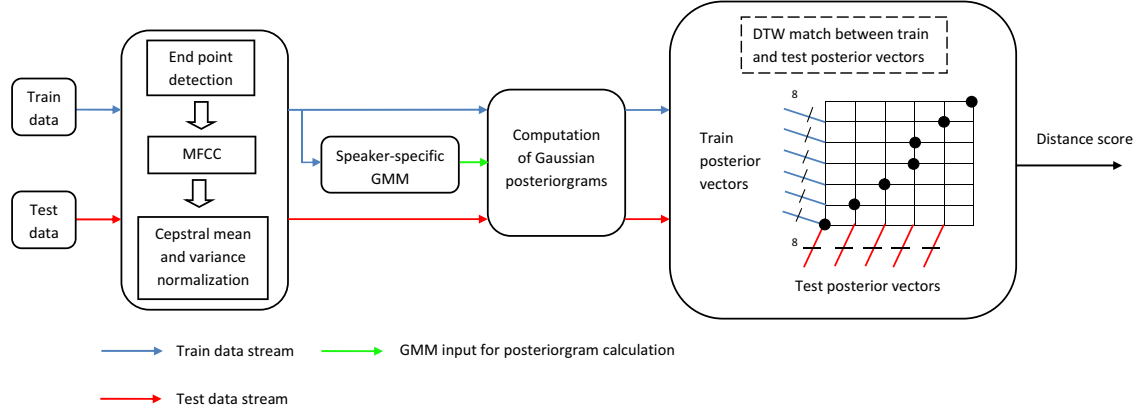 Train
data
Test
data
End point
detection
MFCC
Cepstral mean
and variance
normalization
Speaker-specific
GMM
Computation
of Gaussian
posteriorgrams
DTW match between train
and test posterior vectors
8
Train
posterior
vectors
8
Test posterior vectors
Distance score
Train data stream
GMM input for posteriorgram calculation
Test data stream